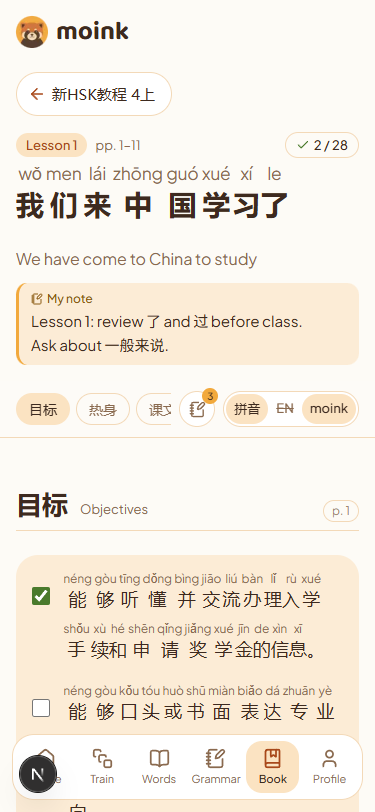 moink
← 新HSK教程 4上
Lesson 1 pp. 1–11 ✓ 2 / 28
wǒ men lái zhōng guó xué xí le
我们来中国学习了
We have come to China to study
My note
Lesson 1: review 了 and 过 before class.
Ask about 一般来说.
目标 热身 课文 3 拼音 EN moink
目标 Objectives p. 1
néng gòu tīng dǒng bìng jiāo liú bàn lǐ rù xué
能够听懂并交流办理入学
shǒu xù hé shēn qǐng jiǎng xué jīn de xìn xī
手续和申请奖学金的信息。
néng gòu kǒu tóu huò shū miàn biǎo dá zhuān yè
能够口头或书面表达专业
N Train Words Grammar Book Profile